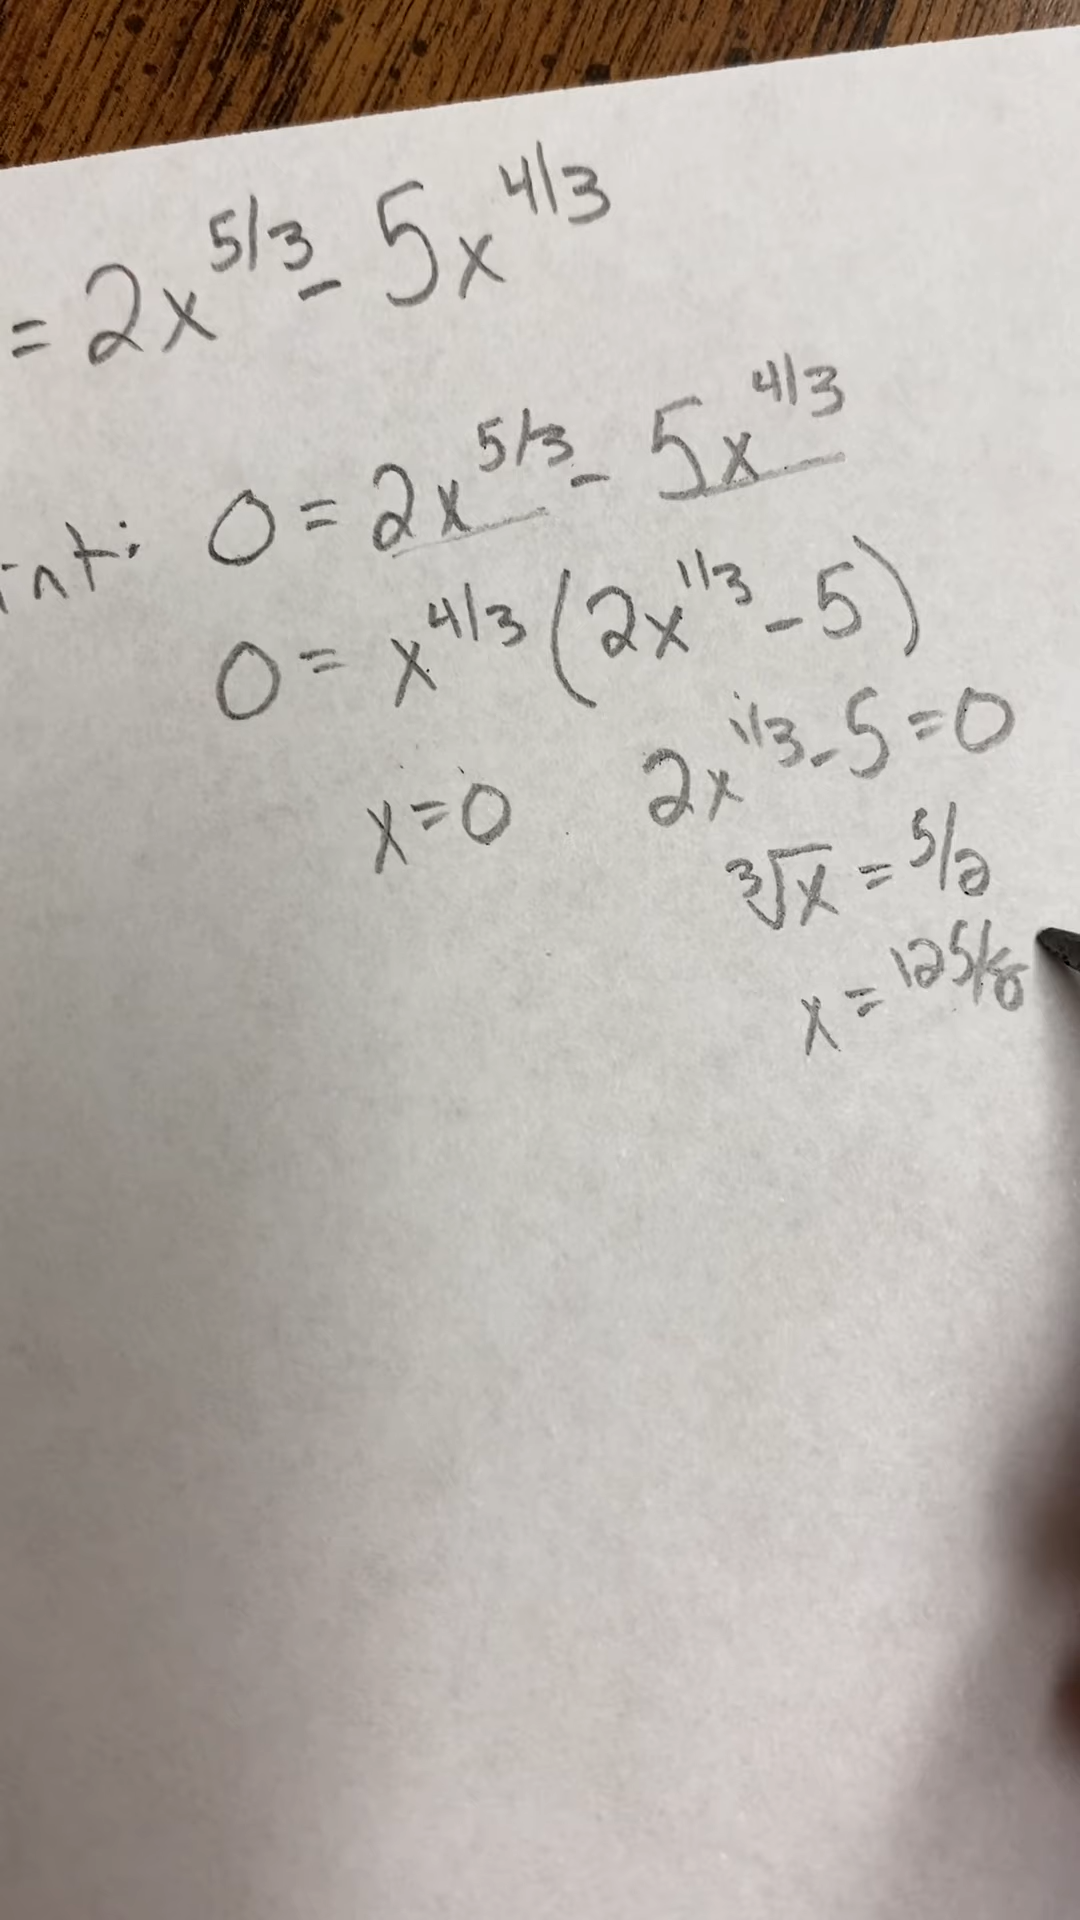 = 2x^5/3 - 5x^4/3
int: 0 = 2x^5/3 - 5x^4/3
0 = x^4/3 (2x^1/3 - 5)
x = 0 2x^1/3 - 5 = 0
∛x = 5/2
x = 125/8